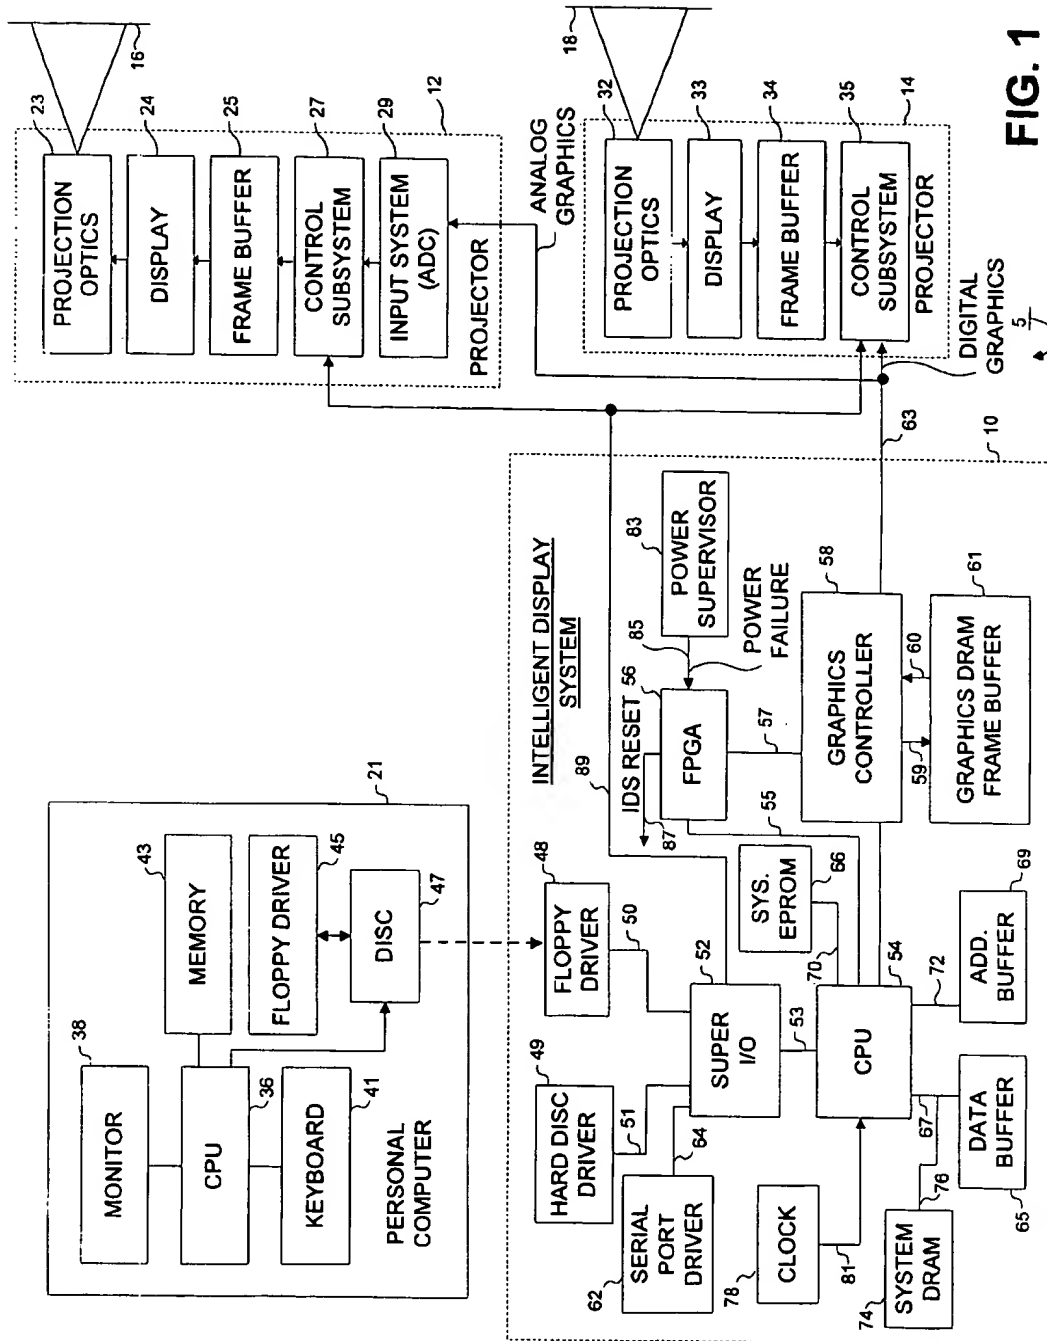 16
23
PROJECTION
OPTICS
24
DISPLAY
25
FRAME BUFFER
27
CONTROL
SUBSYSTEM
12
29
INPUT SYSTEM
(ADC)
PROJECTOR
ANALOG
GRAPHICS
18
32
PROJECTION
OPTICS
33
DISPLAY
34
FRAME BUFFER
35
CONTROL
SUBSYSTEM
14
PROJECTOR
DIGITAL
GRAPHICS
5
7
FIG. 1
21
38
MONITOR
43
MEMORY
36
CPU
45
FLOPPY DRIVER
41
KEYBOARD
47
DISC
PERSONAL
COMPUTER
10
INTELLIGENT DISPLAY
SYSTEM
89
63
49
HARD DISC
DRIVER
51
48
FLOPPY
DRIVER
50
62
SERIAL
PORT
DRIVER
64
52
SUPER
I/O
53
IDS RESET
87
56
FPGA
85
POWER
FAILURE
83
POWER
SUPERVISOR
57
55
78
CLOCK
81
SYS.
EPROM
66
70
54
CPU
58
GRAPHICS
CONTROLLER
59
60
61
GRAPHICS DRAM
FRAME BUFFER
74
SYSTEM
DRAM
76
67
DATA
BUFFER
65
72
ADD.
BUFFER
69